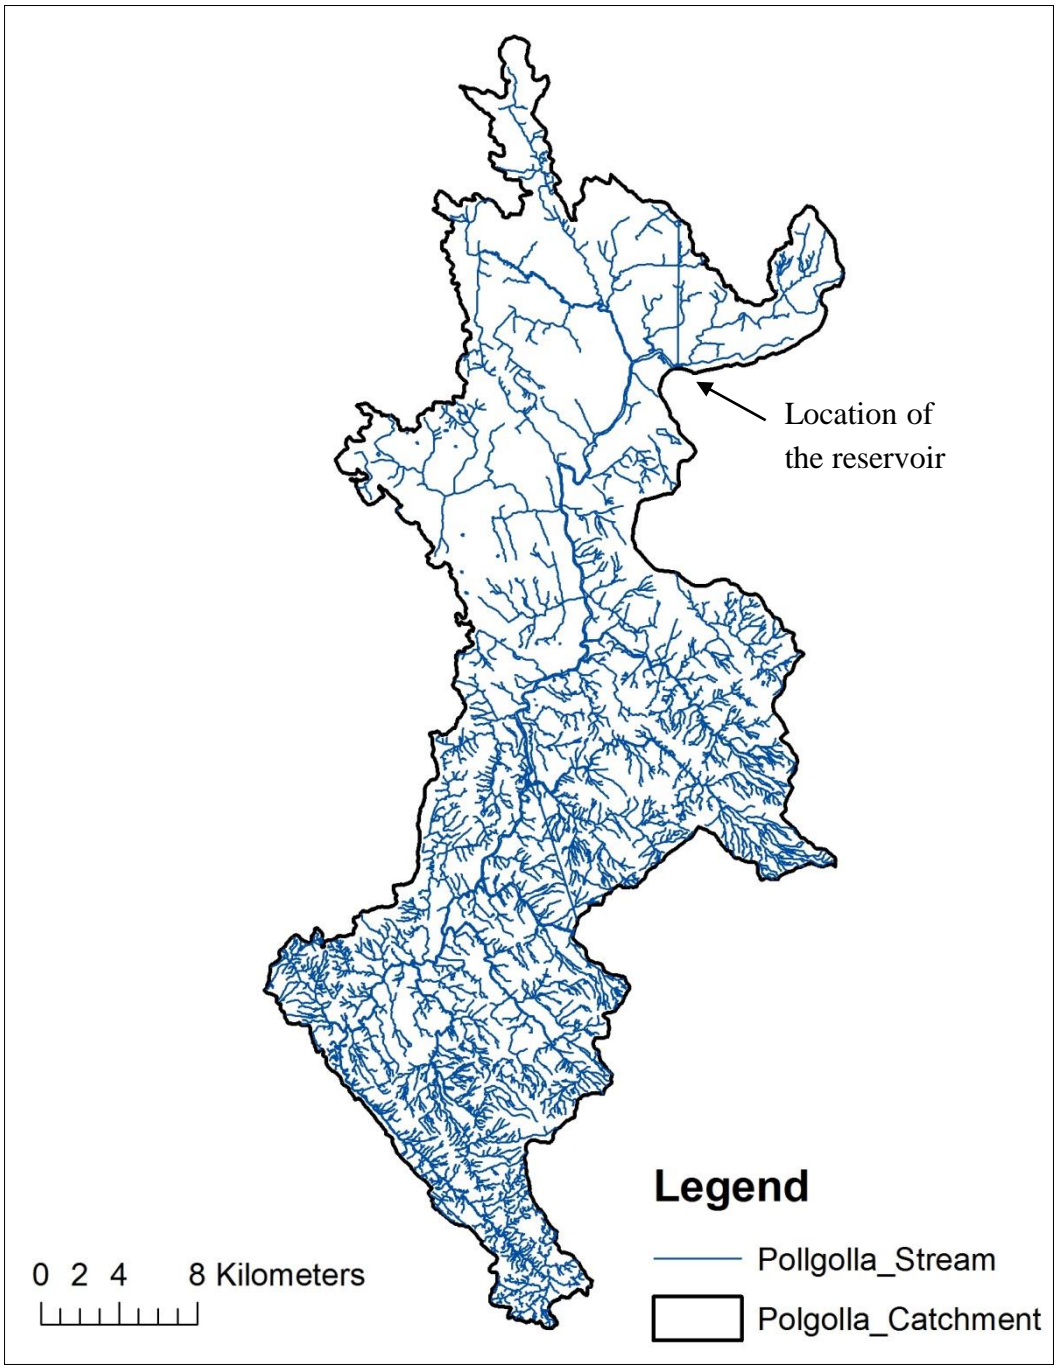 Location of
the reservoir
Legend
Pollgolla_Stream
Polgolla_Catchment
0 2 4 8 Kilometers